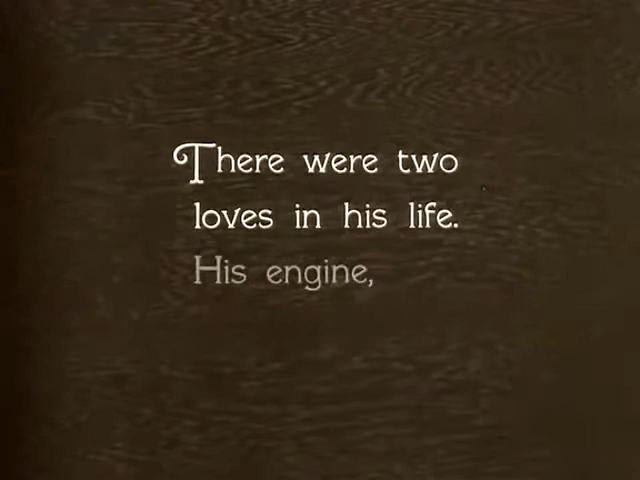 There were two
loves in his life.
His engine,